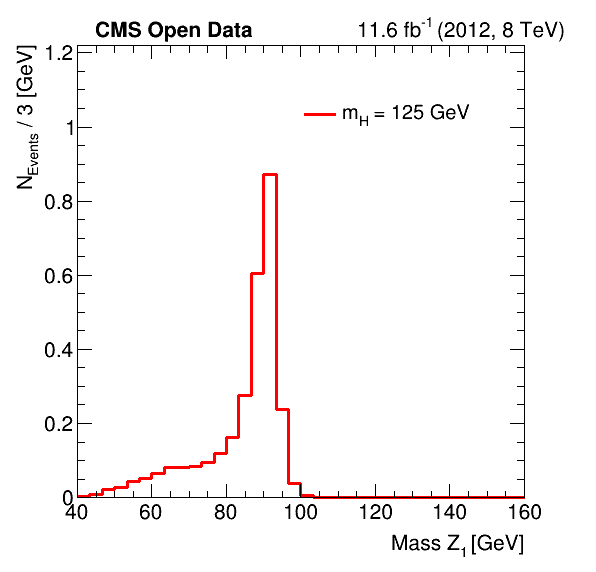 CMS Open Data 11.6 fb-1 (2012, 8 TeV)
NEvents / 3 [GeV]
1.2
1
0.8
0.6
0.4
0.2
0
mH = 125 GeV
40 60 80 100 120 140 160
Mass Z1 [GeV]